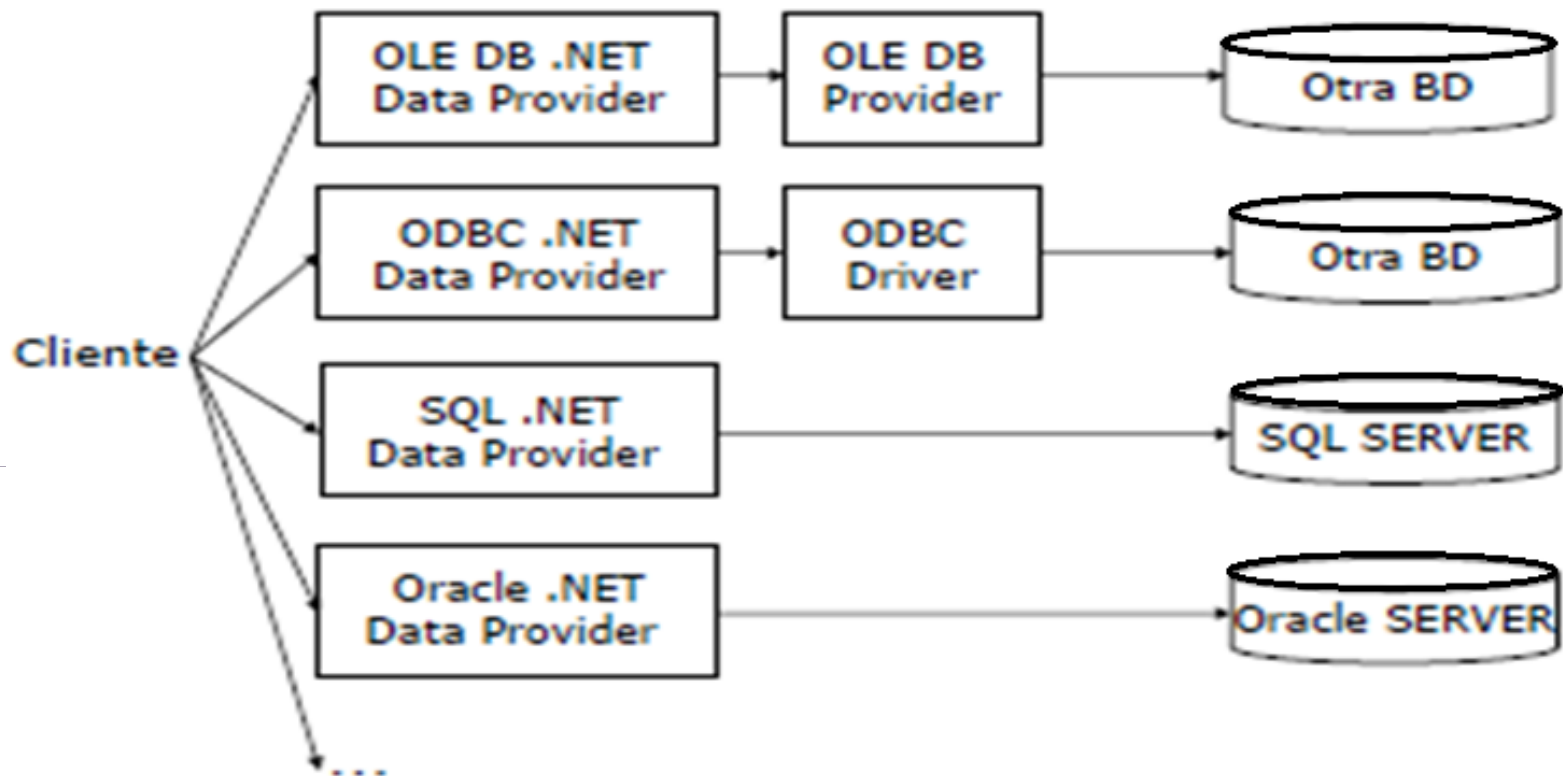 OLE DB .NET
Data Provider
OLE DB
Provider
Otra BD
ODBC .NET
Data Provider
ODBC
Driver
Otra BD
Cliente
SQL .NET
Data Provider
SQL SERVER
Oracle .NET
Data Provider
Oracle SERVER
...